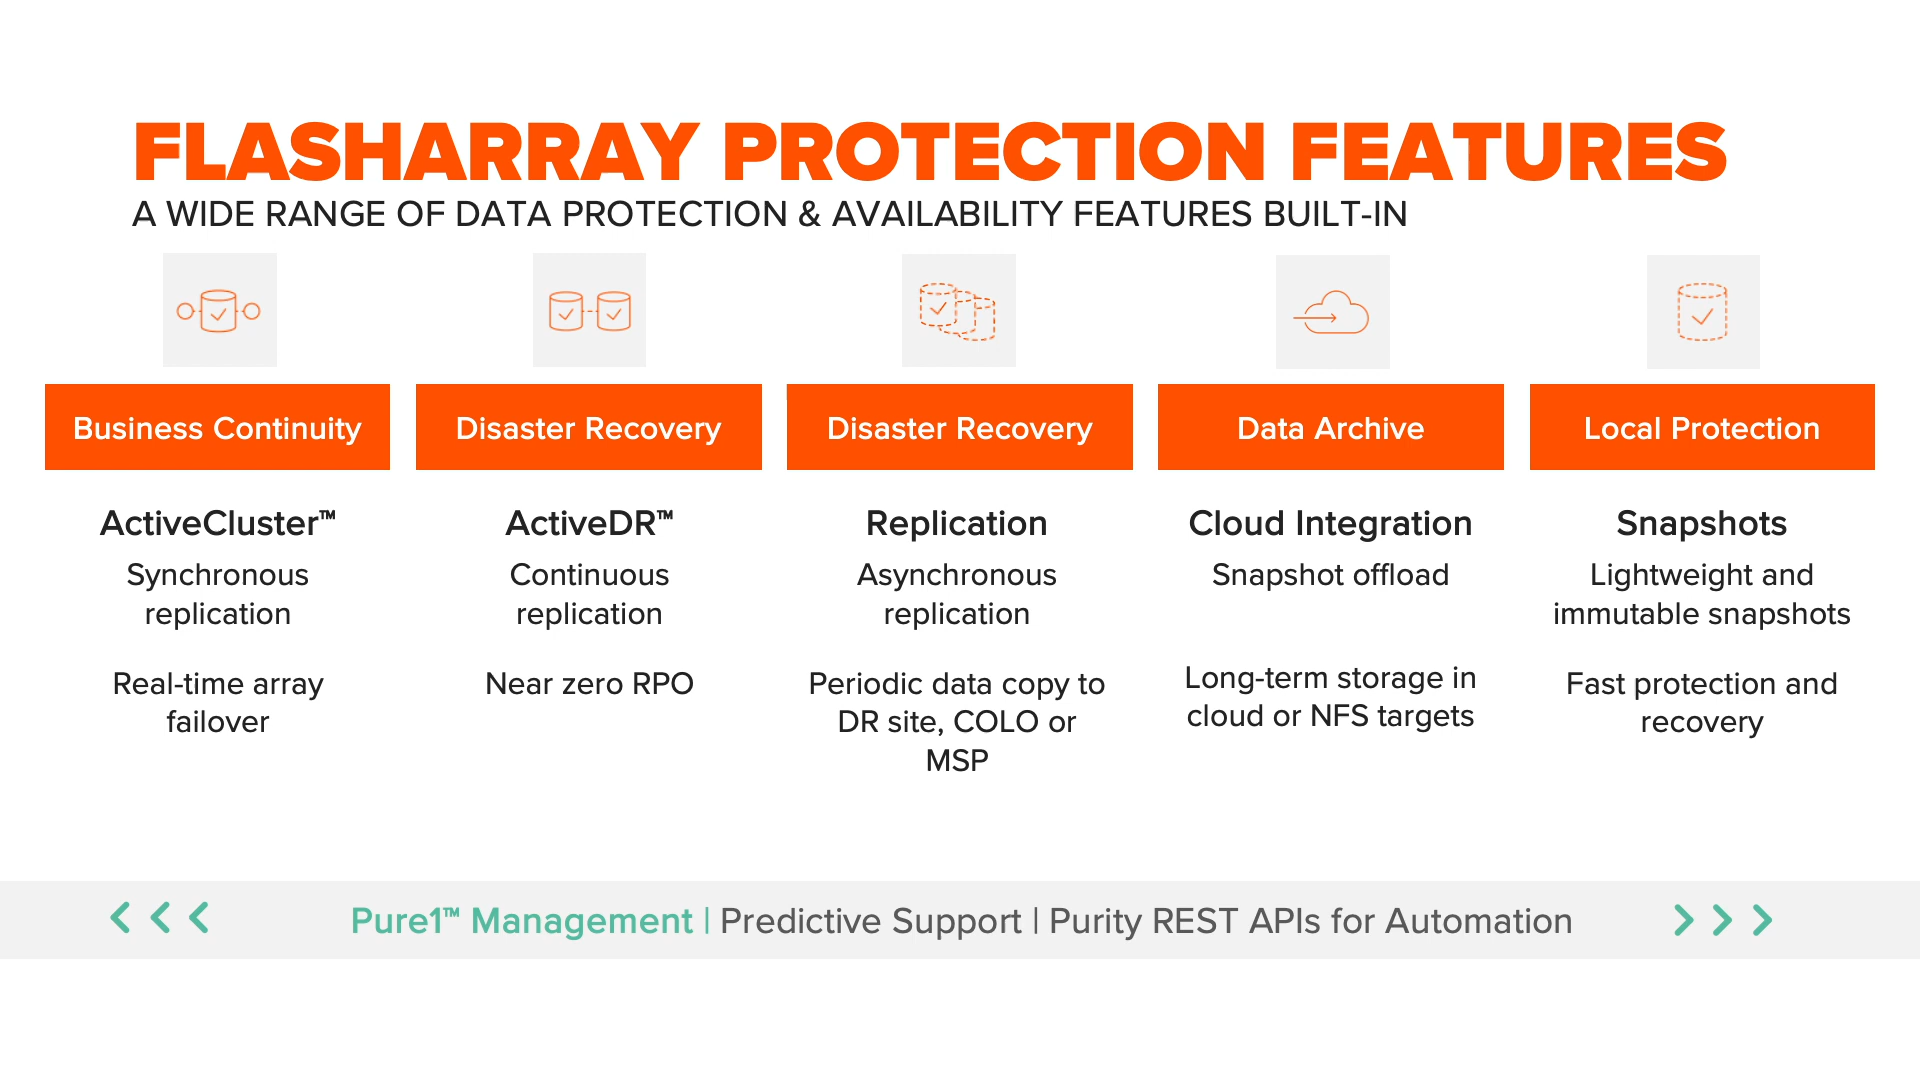 FLASHARRAY PROTECTION FEATURES
A WIDE RANGE OF DATA PROTECTION & AVAILABILITY FEATURES BUILT-IN
Business Continuity
ActiveCluster™
Synchronous
replication
Real-time array
failover
Disaster Recovery
ActiveDR™
Continuous
replication
Near zero RPO
Disaster Recovery
Replication
Asynchronous
replication
Periodic data copy to
DR site, COLO or
MSP
Data Archive
Cloud Integration
Snapshot offload
Long-term storage in
cloud or NFS targets
Local Protection
Snapshots
Lightweight and
immutable snapshots
Fast protection and
recovery
Pure1™ Management | Predictive Support | Purity REST APIs for Automation